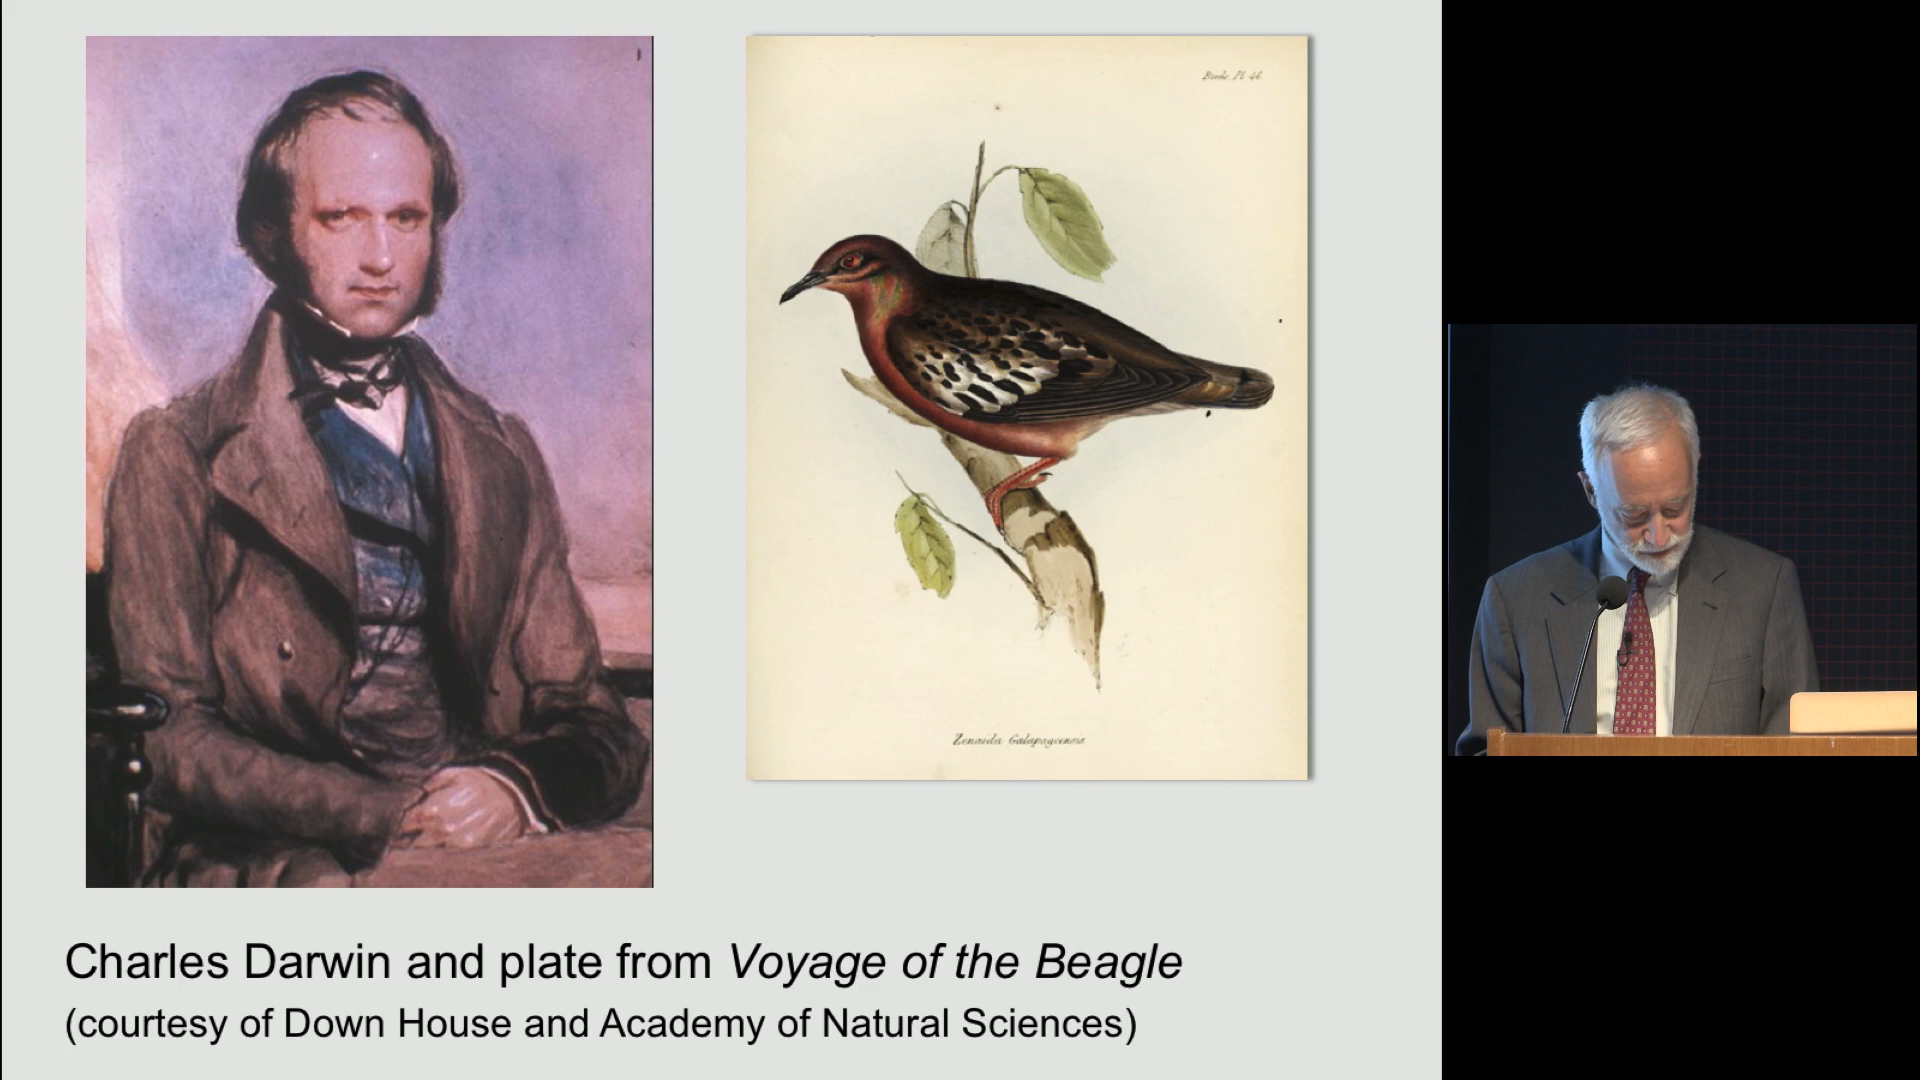 Birds Pl. 46.
Zenaida Galapagoensis
Charles Darwin and plate from Voyage of the Beagle
(courtesy of Down House and Academy of Natural Sciences)